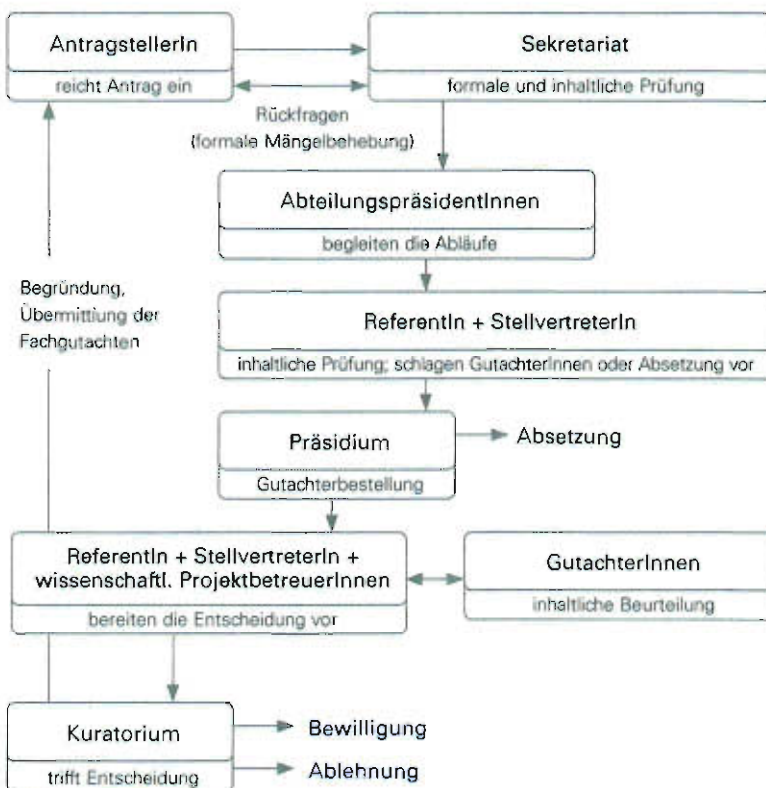 AntragstellerIn
reicht Antrag ein
Sekretariat
formale und inhaltliche Prüfung
Rückfragen
(formale Mängelbehebung)
AbteilungspräsidentInnen
begleiten die Abläufe
Begründung,
Übermittlung der
Fachgutachten
ReferentIn + StellvertreterIn
inhaltliche Prüfung; schlagen GutachterInnen oder Absetzung vor
Präsidium
Gutachterbestellung
Absetzung
ReferentIn + StellvertreterIn +
wissenschaftl. ProjektbetreuerInnen
bereiten die Entscheidung vor
GutachterInnen
inhaltliche Beurteilung
Kuratorium
trifft Entscheidung
Bewilligung
Ablehnung